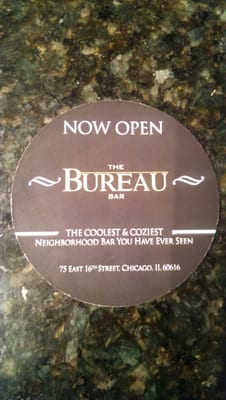 NOW OPEN
THE
BUREAU
BAR
THE COOLEST & COZIEST
NEIGHBORHOOD BAR YOU HAVE EVER SEEN
75 EAST 16TH STREET, CHICAGO, IL 60616